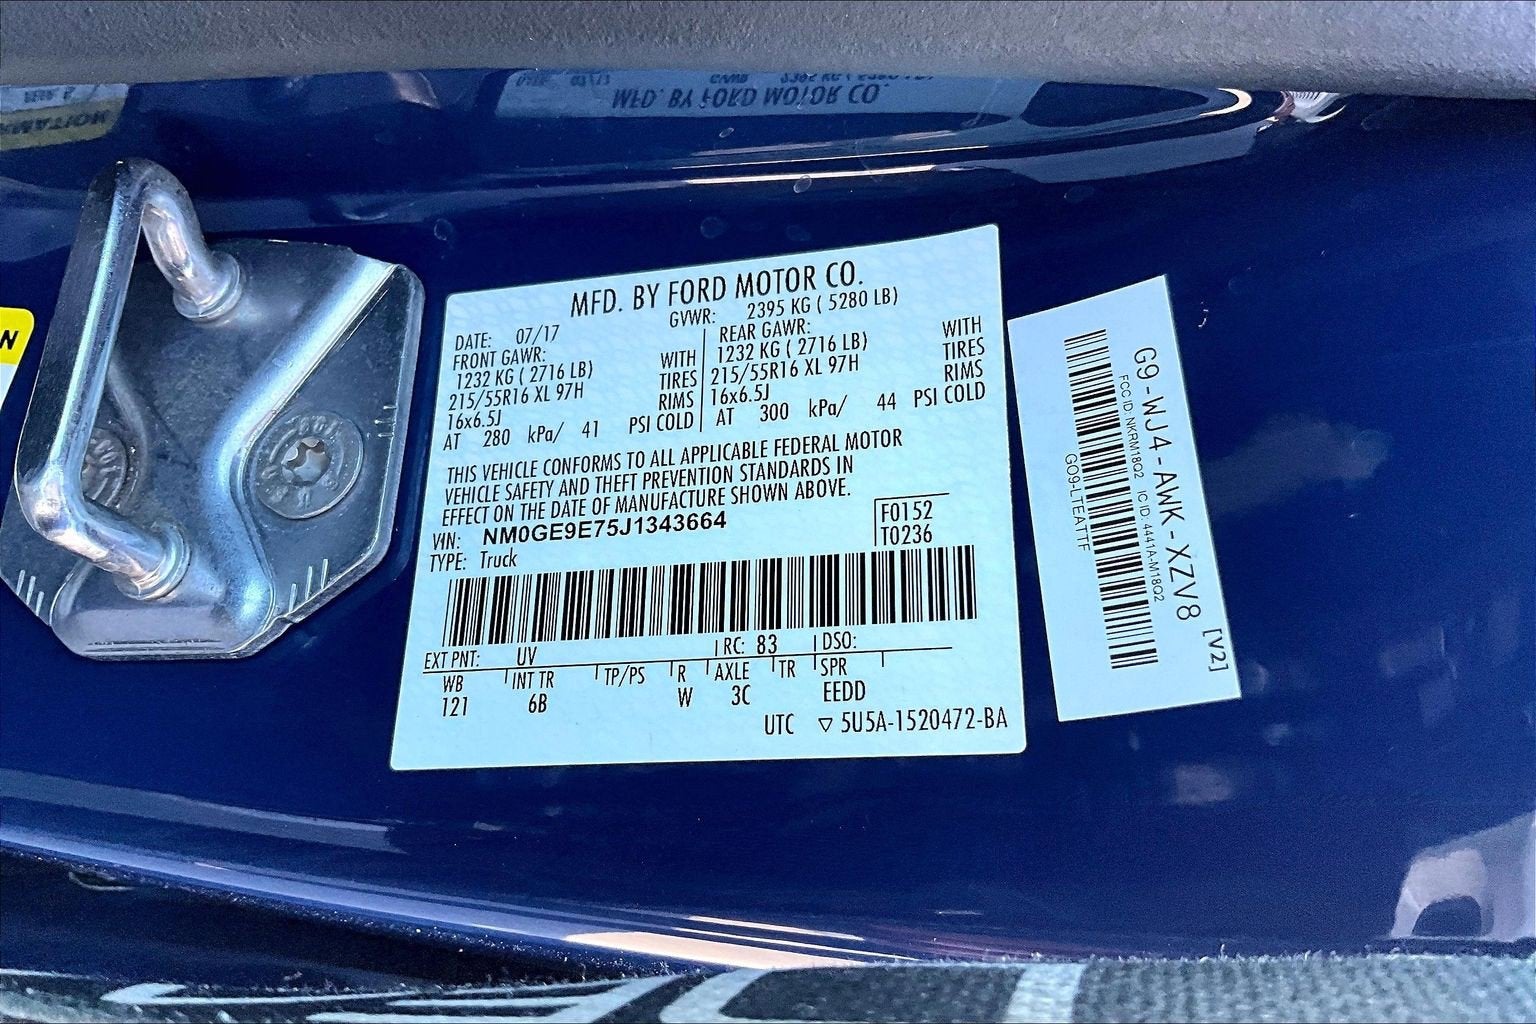 MFD. BY FORD MOTOR CO.
DATE: 07/17 GVWR: 2395 KG ( 5280 LB)
FRONT GAWR: WITH
1232 KG ( 2716 LB) TIRES
215/55R16 XL 97H RIMS
16x6.5J
AT 280 kPa/ 41 PSI COLD
REAR GAWR: WITH
1232 KG ( 2716 LB) TIRES
215/55R16 XL 97H RIMS
16x6.5J
AT 300 kPa/ 44 PSI COLD
THIS VEHICLE CONFORMS TO ALL APPLICABLE FEDERAL MOTOR
VEHICLE SAFETY AND THEFT PREVENTION STANDARDS IN
EFFECT ON THE DATE OF MANUFACTURE SHOWN ABOVE.
VIN: NM0GE9E75J1343664
TYPE: Truck
F0152
T0236
EXT PNT: UV RC: 83 DSO:
WB INT TR TP/PS R AXLE TR SPR
121 6B W 3C EEDD
UTC ▽ 5U5A-1520472-BA
G9-WJ4-AWK-XZV8 [V2]
FCC ID: NKRM18Q2 IC ID: 4441A-M18Q2
GO9-LTEATTF
N